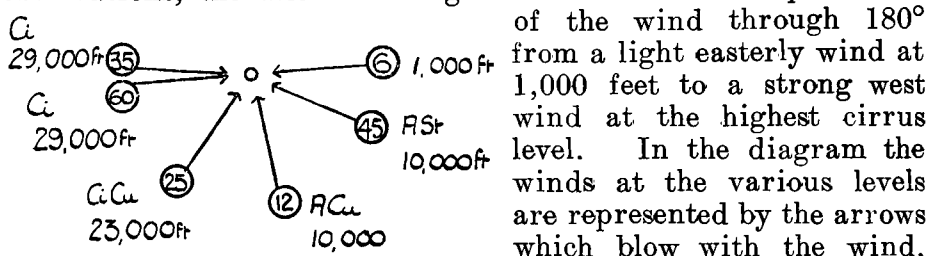 Ci
29,000ft 35
60
Ci
29,000ft
25
CiCu
23,000ft
12 ACu
10,000
6 1,000ft
45 ASt
10,000ft
of the wind through 180°
from a light easterly wind at
1,000 feet to a strong west
wind at the highest cirrus
level. In the diagram the
winds at the various levels
are represented by the arrows
which blow with the wind.